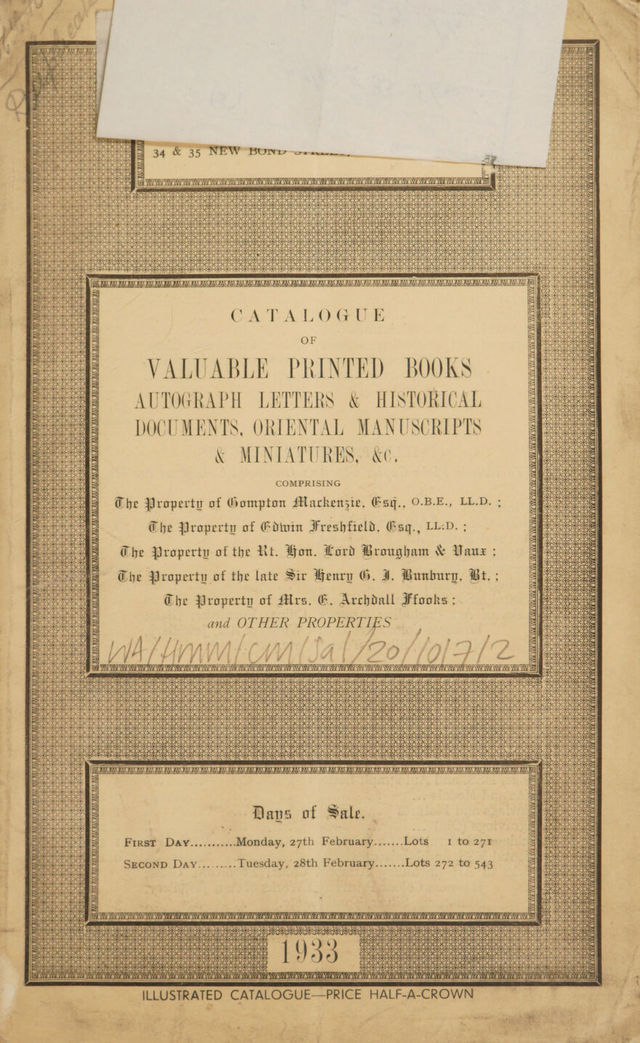 34 & 35 NEW BOND STREET,
CATALOGUE
OF
VALUABLE PRINTED BOOKS
AUTOGRAPH LETTERS & HISTORICAL
DOCUMENTS, ORIENTAL MANUSCRIPTS
& MINIATURES, &c.
COMPRISING
The Property of Compton Mackenzie, Esq., O.B.E., LL.D. ;
The Property of Edwin Freshfield, Esq., LL.D. ;
The Property of the Rt. Hon. Lord Brougham & Vaux ;
The Property of the late Sir Henry G. J. Bunbury, Bt. ;
The Property of Mrs. E. Archdall Ffooks ;
and OTHER PROPERTIES
WA/HMM/CM/Sal/20/10/7/2
Days of Sale.
FIRST DAY...........Monday, 27th February.......Lots 1 to 271
SECOND DAY.........Tuesday, 28th February.......Lots 272 to 543
1933
ILLUSTRATED CATALOGUE—PRICE HALF-A-CROWN